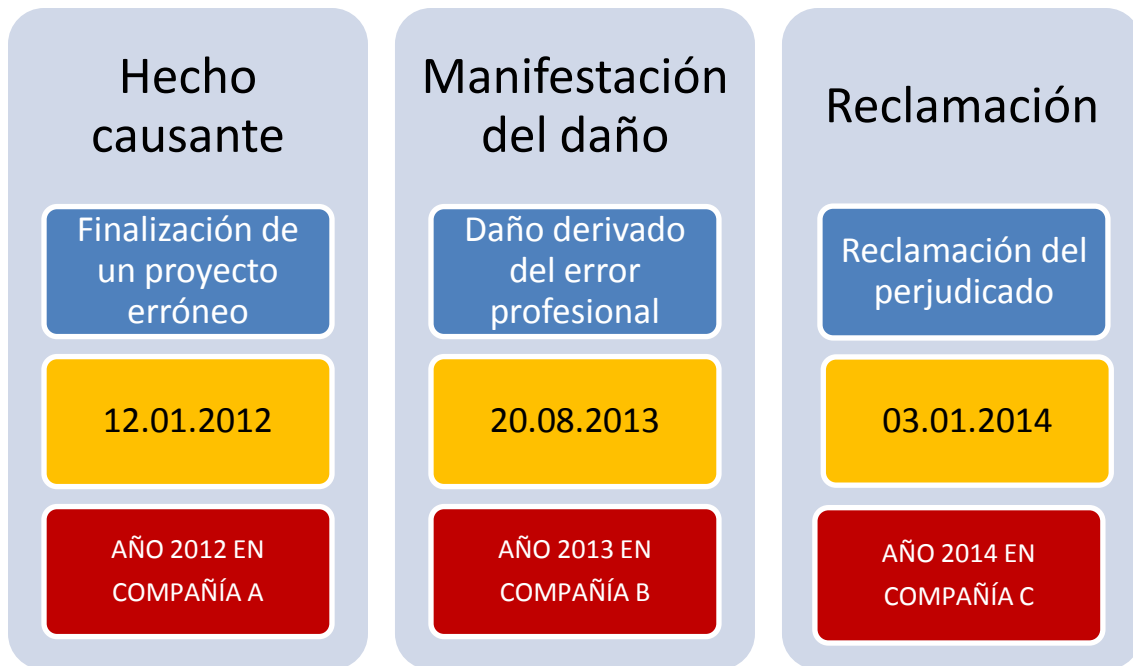 Hecho
causante
Finalización de
un proyecto
erróneo
12.01.2012
AÑO 2012 EN
COMPAÑÍA A
Manifestación
del daño
Daño derivado
del error
profesional
20.08.2013
AÑO 2013 EN
COMPAÑÍA B
Reclamación
Reclamación del
perjudicado
03.01.2014
AÑO 2014 EN
COMPAÑÍA C